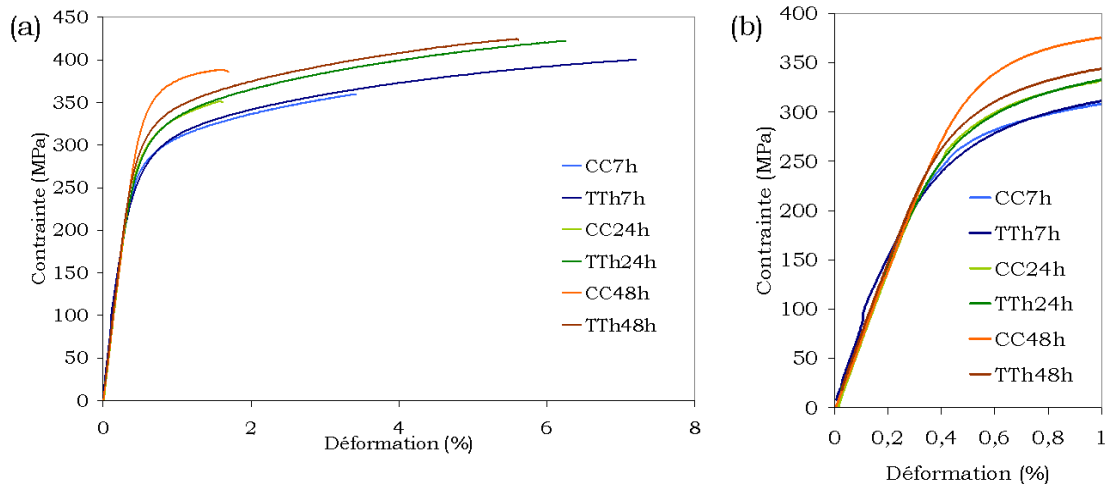 (a)
450
400
350
300
250
200
150
100
50
0
Contrainte (MPa)
0
2
4
6
8
Déformation (%)
CC7h
TTh7h
CC24h
TTh24h
CC48h
TTh48h
(b)
400
350
300
250
200
150
100
50
0
Contrainte (MPa)
0
0,2
0,4
0,6
0,8
1
Déformation (%)
CC7h
TTh7h
CC24h
TTh24h
CC48h
TTh48h